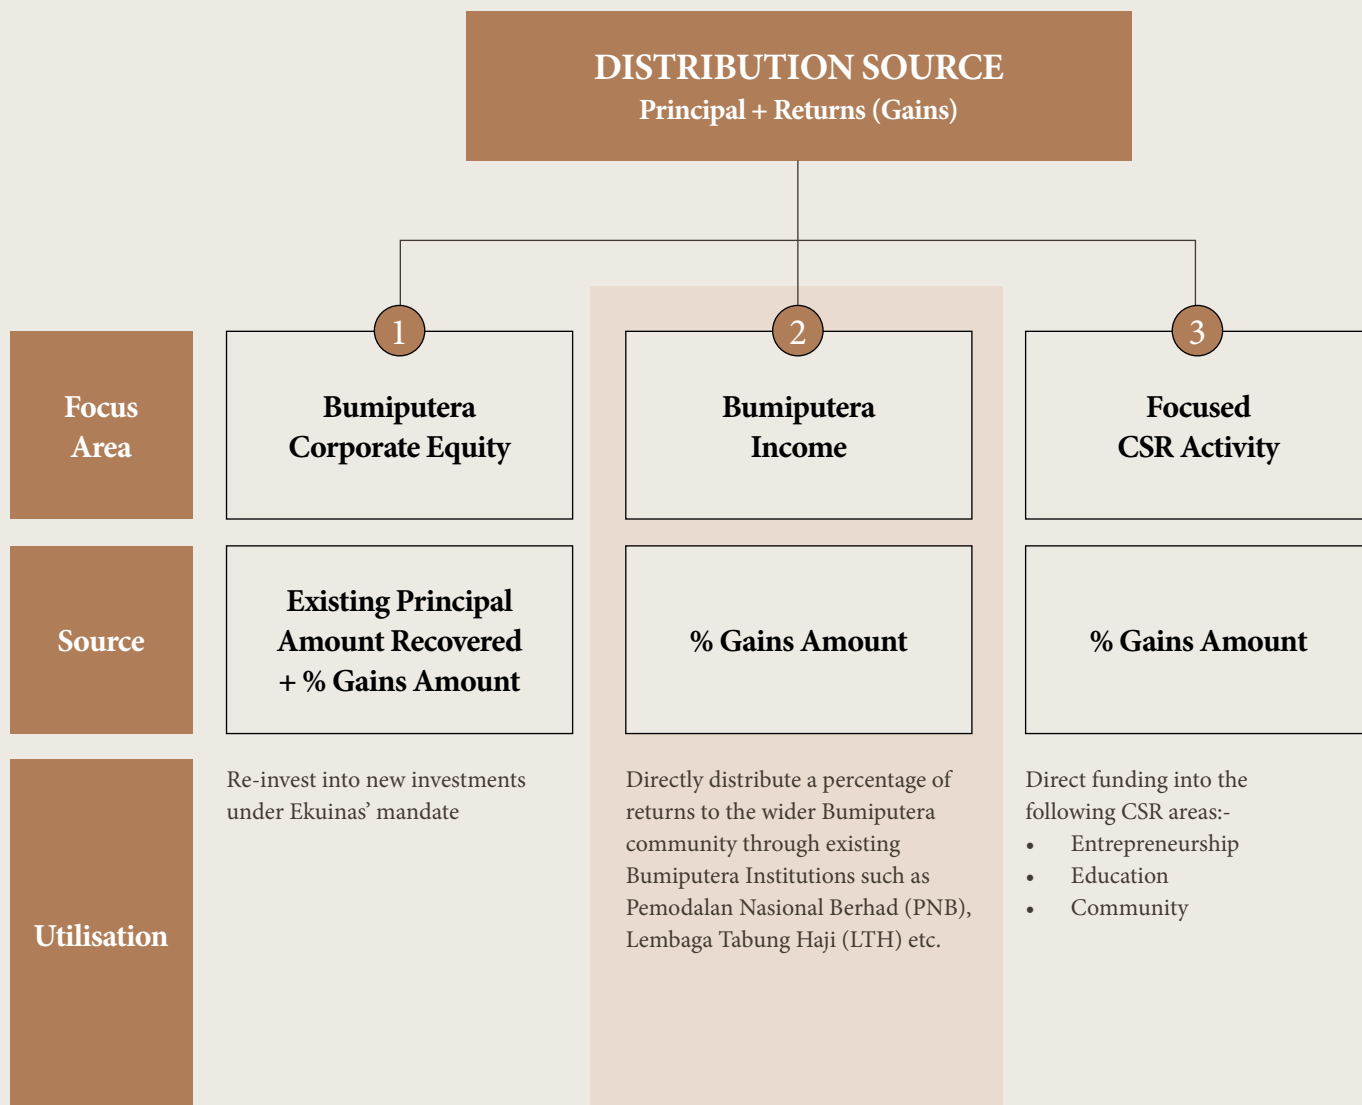 DISTRIBUTION SOURCE
Principal + Returns (Gains)
1
2
3
Focus
Area
Bumiputera
Corporate Equity
Bumiputera
Income
Focused
CSR Activity
Source
Existing Principal
Amount Recovered
+ % Gains Amount
% Gains Amount
% Gains Amount
Utilisation
Re-invest into new investments
under Ekuinas’ mandate
Directly distribute a percentage of
returns to the wider Bumiputera
community through existing
Bumiputera Institutions such as
Pemodalan Nasional Berhad (PNB),
Lembaga Tabung Haji (LTH) etc.
Direct funding into the
following CSR areas:-
• Entrepreneurship
• Education
• Community